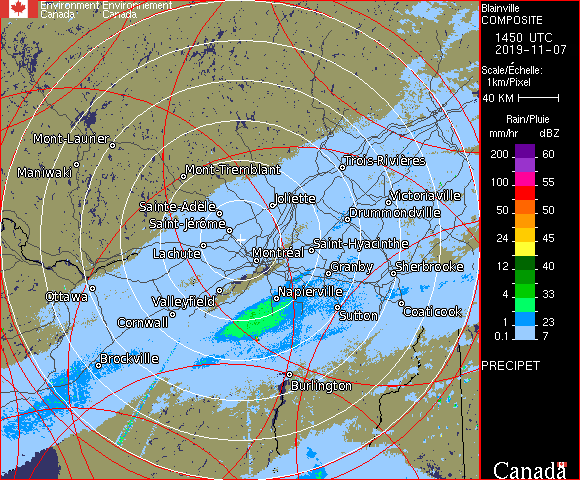 Environment Environnement
Canada Canada
Mont-Laurier
Maniwaki
Mont-Tremblant
Trois-Rivières
Sainte-Adèle
Joliette
Victoriaville
Drummondville
Saint-Jérôme
Lachute
Montréal
Saint-Hyacinthe
Granby
Sherbrooke
Ottawa
Valleyfield
Napierville
Cornwall
Sutton
Coaticook
Brockville
Burlington
Blainville
COMPOSITE
1450 UTC
2019-11-07
Scale/Échelle:
1km/Pixel
40 KM
Rain/Pluie
mm/hr dBZ
200 60
100 55
50 50
24 45
12 40
4 33
1 23
0.1 7
PRECIPET
Canada